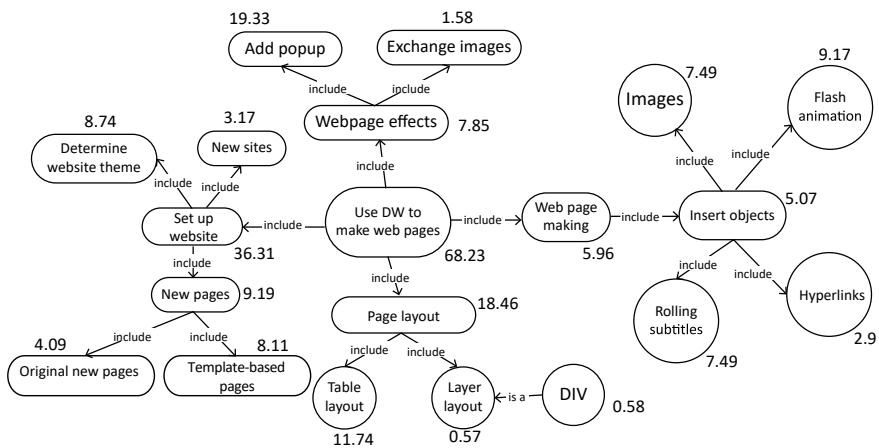 19.33
1.58
Add popup
Exchange images
include
include
Webpage effects
7.85
include
7.49
Images
9.17
Flash
animation
include
include
8.74
3.17
Determine
website theme
New sites
include
include
Set up
website
36.31
include
Use DW to
make web pages
68.23
include
Web page
making
5.96
include
5.07
Insert objects
include
include
Rolling
subtitles
7.49
Hyperlinks
2.9
include
New pages
9.19
include
include
4.09
Original new pages
8.11
Template-based
pages
include
18.46
Page layout
include
include
Table
layout
11.74
Layer
layout
0.57
is a
DIV
0.58